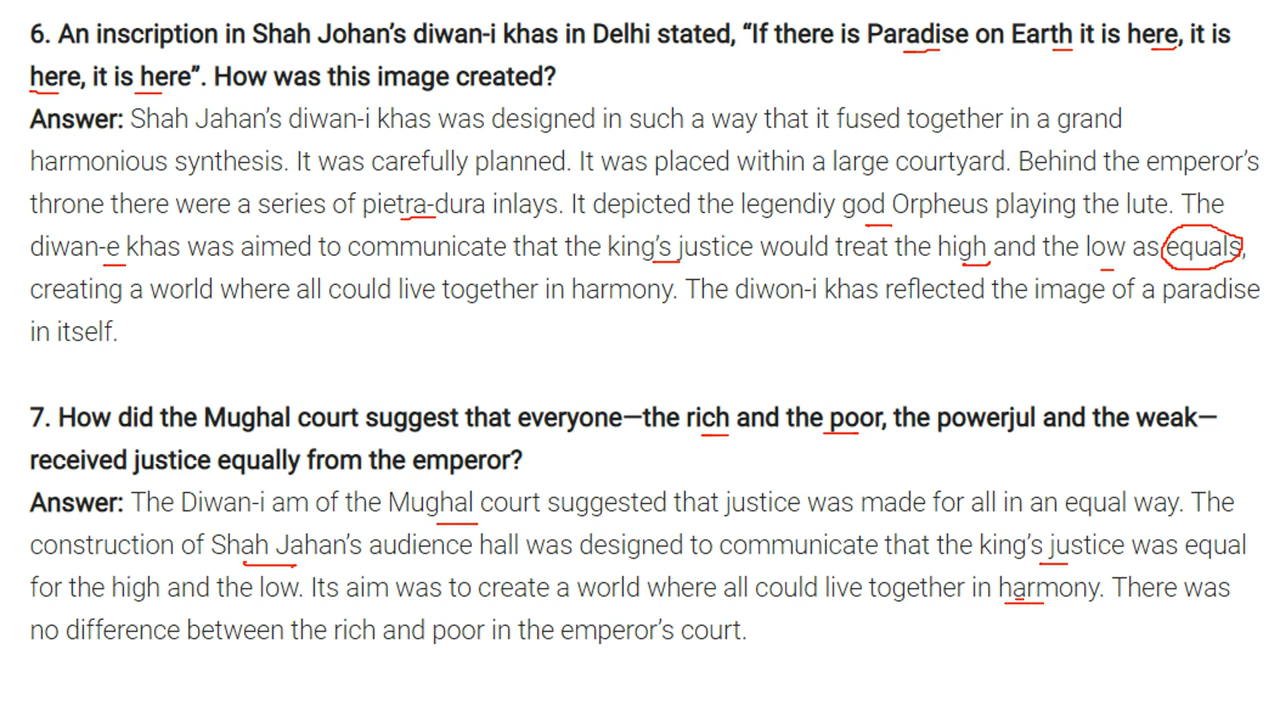 6. An inscription in Shah Johan’s diwan-i khas in Delhi stated, “If there is Paradise on Earth it is here, it is
here, it is here”. How was this image created?
Answer: Shah Jahan’s diwan-i khas was designed in such a way that it fused together in a grand
harmonious synthesis. It was carefully planned. It was placed within a large courtyard. Behind the emperor’s
throne there were a series of pietra-dura inlays. It depicted the legendiy god Orpheus playing the lute. The
diwan-e khas was aimed to communicate that the king’s justice would treat the high and the low as equals,
creating a world where all could live together in harmony. The diwon-i khas reflected the image of a paradise
in itself.
7. How did the Mughal court suggest that everyone—the rich and the poor, the powerjul and the weak—
received justice equally from the emperor?
Answer: The Diwan-i am of the Mughal court suggested that justice was made for all in an equal way. The
construction of Shah Jahan’s audience hall was designed to communicate that the king’s justice was equal
for the high and the low. Its aim was to create a world where all could live together in harmony. There was
no difference between the rich and poor in the emperor’s court.